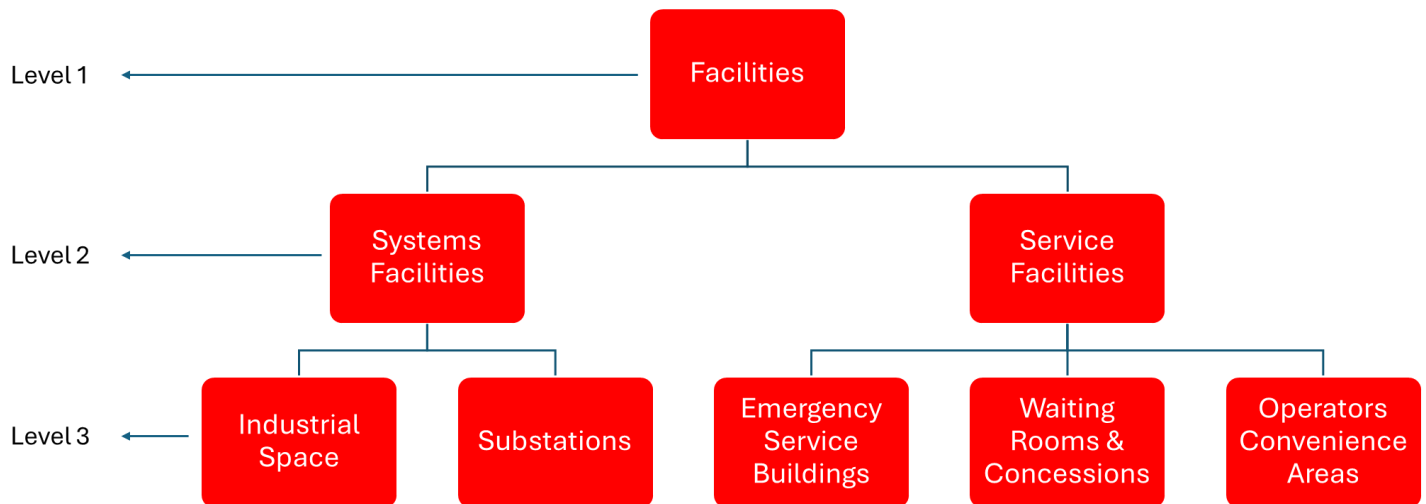 Facilities
Level 1
Systems
Facilities
Service
Facilities
Level 2
Industrial
Space
Substations
Emergency
Service
Buildings
Waiting
Rooms &
Concessions
Operators
Convenience
Areas
Level 3